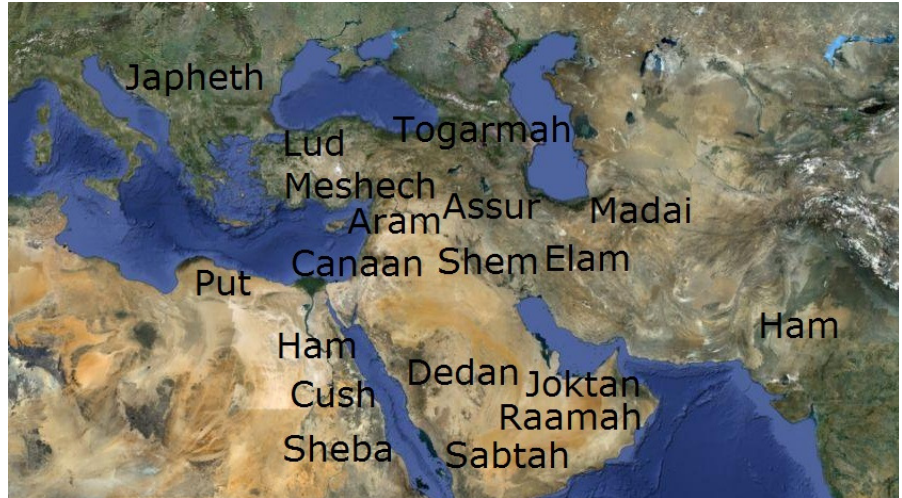 Japheth
Togarmah
Lud
Meshech
Assur
Madai
Aram
Canaan
Shem
Elam
Put
Ham
Ham
Dedan
Joktan
Cush
Raamah
Sheba
Sabtah